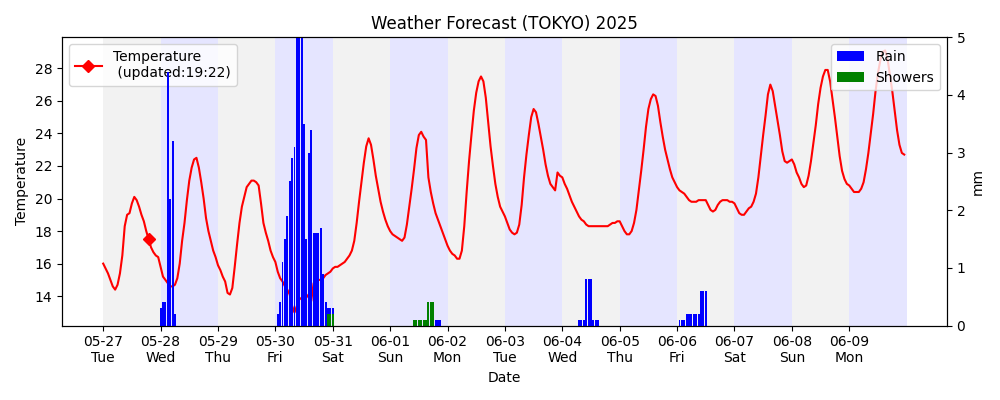 Weather Forecast (TOKYO) 2025
Temperature
(updated:19:22)
Rain
Showers
Temperature
28
26
24
22
20
18
16
14
5
4
3
2
1
0
mm
05-27 05-28 05-29 05-30 05-31 06-01 06-02 06-03 06-04 06-05 06-06 06-07 06-08 06-09
Tue Wed Thu Fri Sat Sun Mon Tue Wed Thu Fri Sat Sun Mon
Date